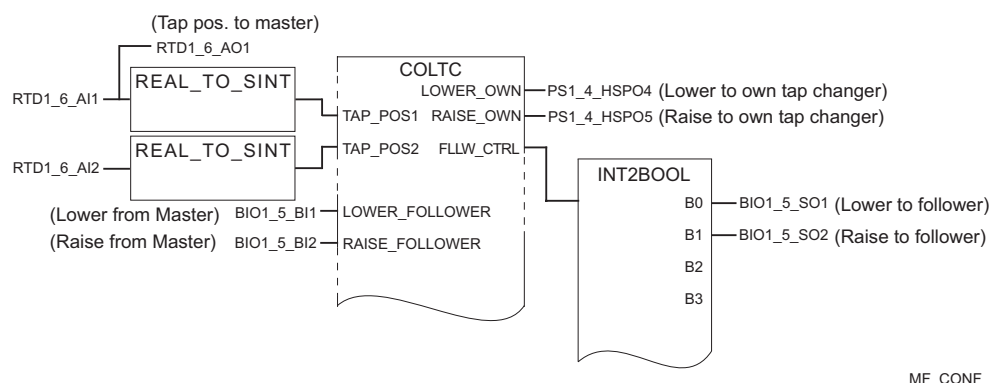 (Tap pos. to master)
RTD1_6_AO1
REAL_TO_SINT
RTD1_6_AI1
COLTC
LOWER_OWN PS1_4_HSPO4 (Lower to own tap changer)
TAP_POS1 RAISE_OWN PS1_4_HSPO5 (Raise to own tap changer)
REAL_TO_SINT
RTD1_6_AI2
TAP_POS2 FLLW_CTRL
INT2BOOL
(Lower from Master) BIO1_5_BI1 LOWER_FOLLOWER
B0 BIO1_5_SO1 (Lower to follower)
(Raise from Master) BIO1_5_BI2 RAISE_FOLLOWER
B1 BIO1_5_SO2 (Raise to follower)
B2
B3
MF_CONF